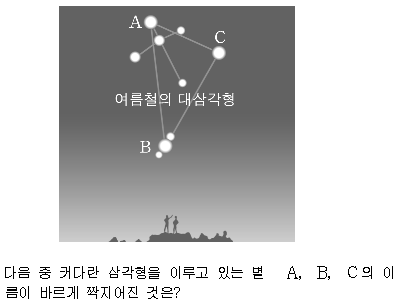 A
C
여름철의 대삼각형
B
다음 중 커다란 삼각형을 이루고 있는 별 A, B, C의 이
름이 바르게 짝지어진 것은?